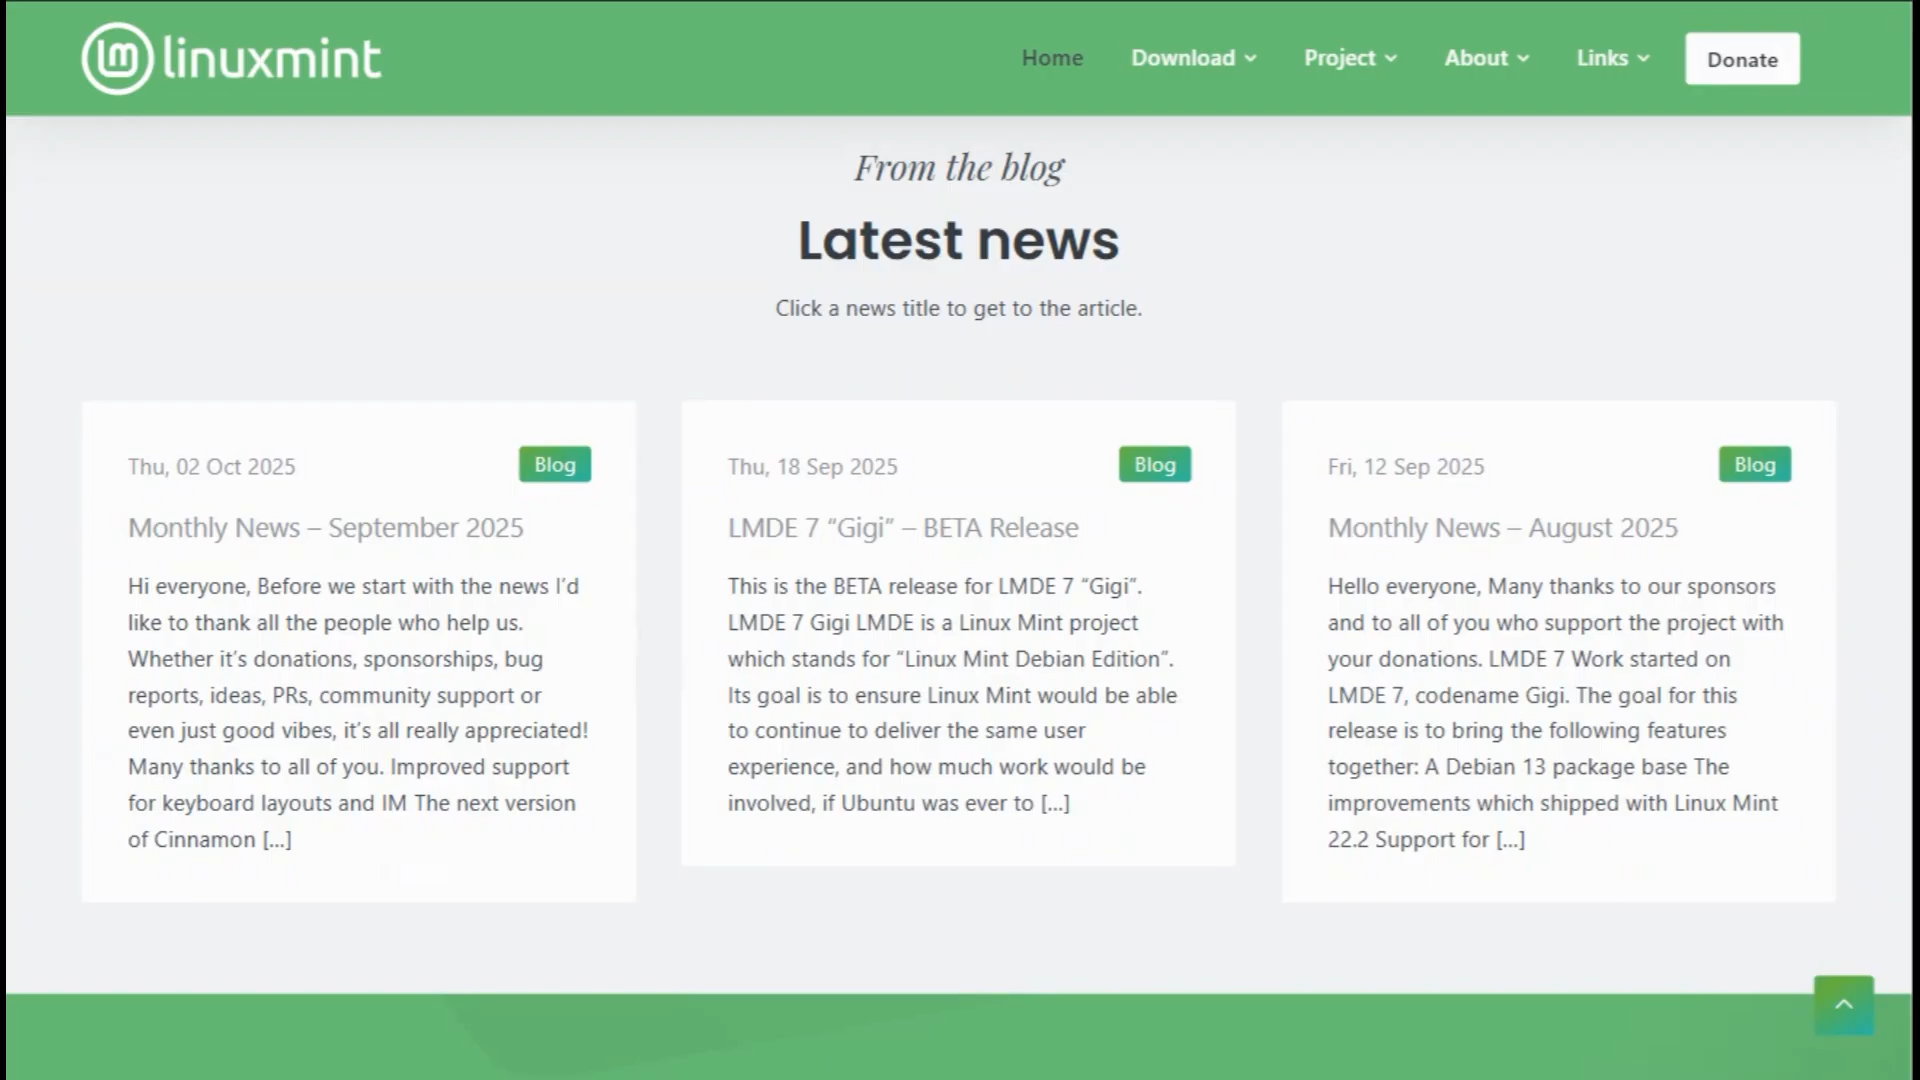 linuxmint
Home Download Project About Links Donate
From the blog
Latest news
Click a news title to get to the article.
Thu, 02 Oct 2025 Blog
Monthly News – September 2025
Hi everyone, Before we start with the news I’d
like to thank all the people who help us.
Whether it’s donations, sponsorships, bug
reports, ideas, PRs, community support or
even just good vibes, it’s all really appreciated!
Many thanks to all of you. Improved support
for keyboard layouts and IM The next version
of Cinnamon [...]
Thu, 18 Sep 2025 Blog
LMDE 7 “Gigi” – BETA Release
This is the BETA release for LMDE 7 “Gigi”.
LMDE 7 Gigi LMDE is a Linux Mint project
which stands for “Linux Mint Debian Edition”.
Its goal is to ensure Linux Mint would be able
to continue to deliver the same user
experience, and how much work would be
involved, if Ubuntu was ever to [...]
Fri, 12 Sep 2025 Blog
Monthly News – August 2025
Hello everyone, Many thanks to our sponsors
and to all of you who support the project with
your donations. LMDE 7 Work started on
LMDE 7, codename Gigi. The goal for this
release is to bring the following features
together: A Debian 13 package base The
improvements which shipped with Linux Mint
22.2 Support for [...]